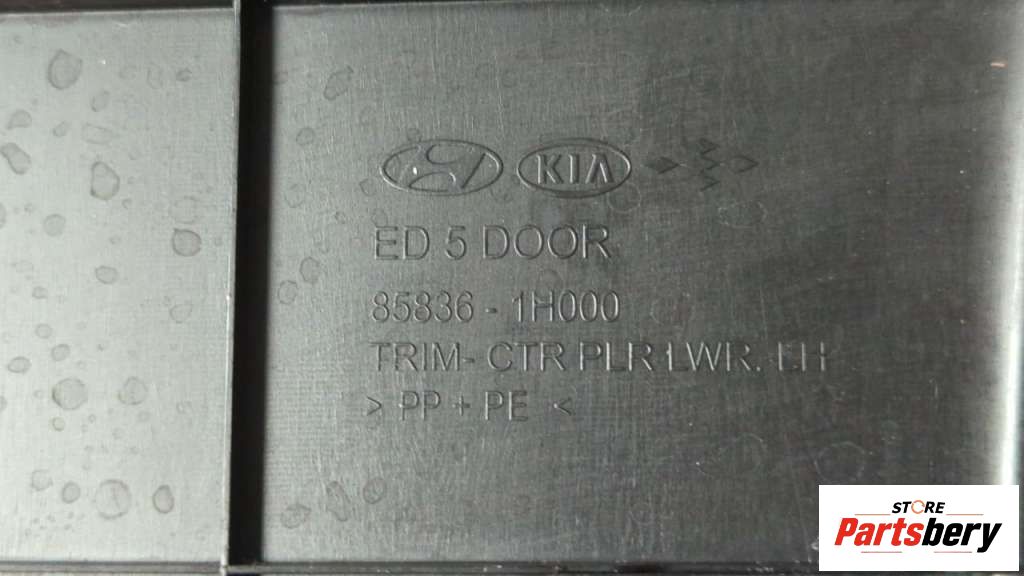 KIA
ED 5 DOOR
85836 - 1H000
TRIM- CTR PLR LWR. LH
> PP + PE <
STORE
Partsbery